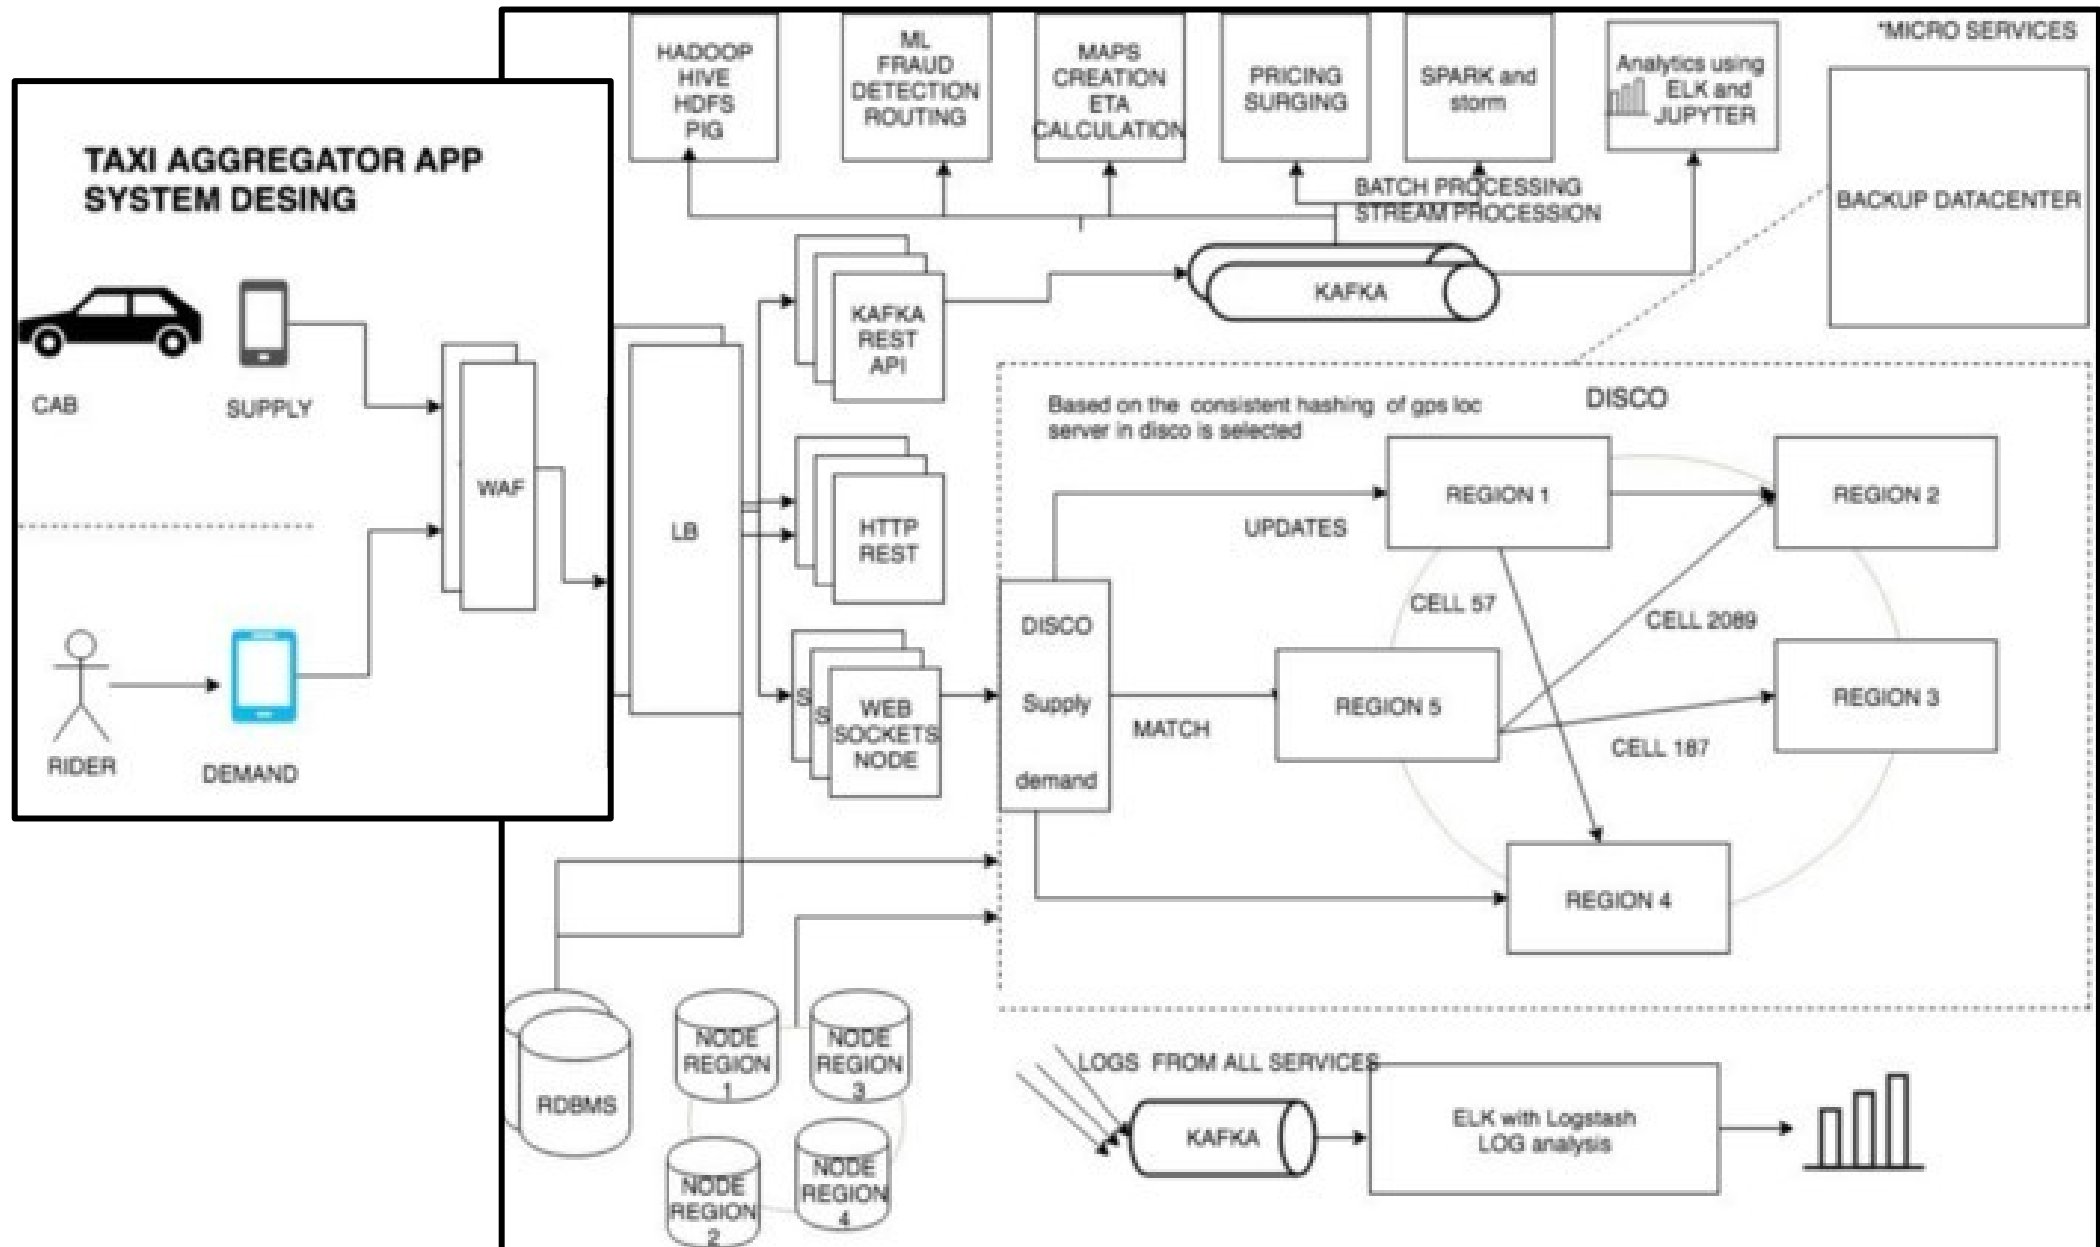 TAXI AGGREGATOR APP
SYSTEM DESING
CAB
SUPPLY
WAF
RIDER
DEMAND
HADOOP
HIVE
HDFS
PIG
ML
FRAUD
DETECTION
ROUTING
MAPS
CREATION
ETA
CALCULATION
PRICING
SURGING
SPARK and
storm
Analytics using
ELK and
JUPYTER
*MICRO SERVICES
BACKUP DATACENTER
BATCH PROCESSING
STREAM PROCESSION
KAFKA
REST
API
KAFKA
LB
HTTP
REST
S
S
WEB
SOCKETS
NODE
DISCO
Based on the consistent hashing of gps loc
server in disco is selected
DISCO
Supply
demand
UPDATES
MATCH
REGION 1
REGION 2
CELL 57
CELL 2089
REGION 5
REGION 3
CELL 187
REGION 4
RDBMS
NODE
REGION
1
NODE
REGION
3
NODE
REGION
2
NODE
REGION
4
LOGS FROM ALL SERVICES
KAFKA
ELK with Logstash
LOG analysis